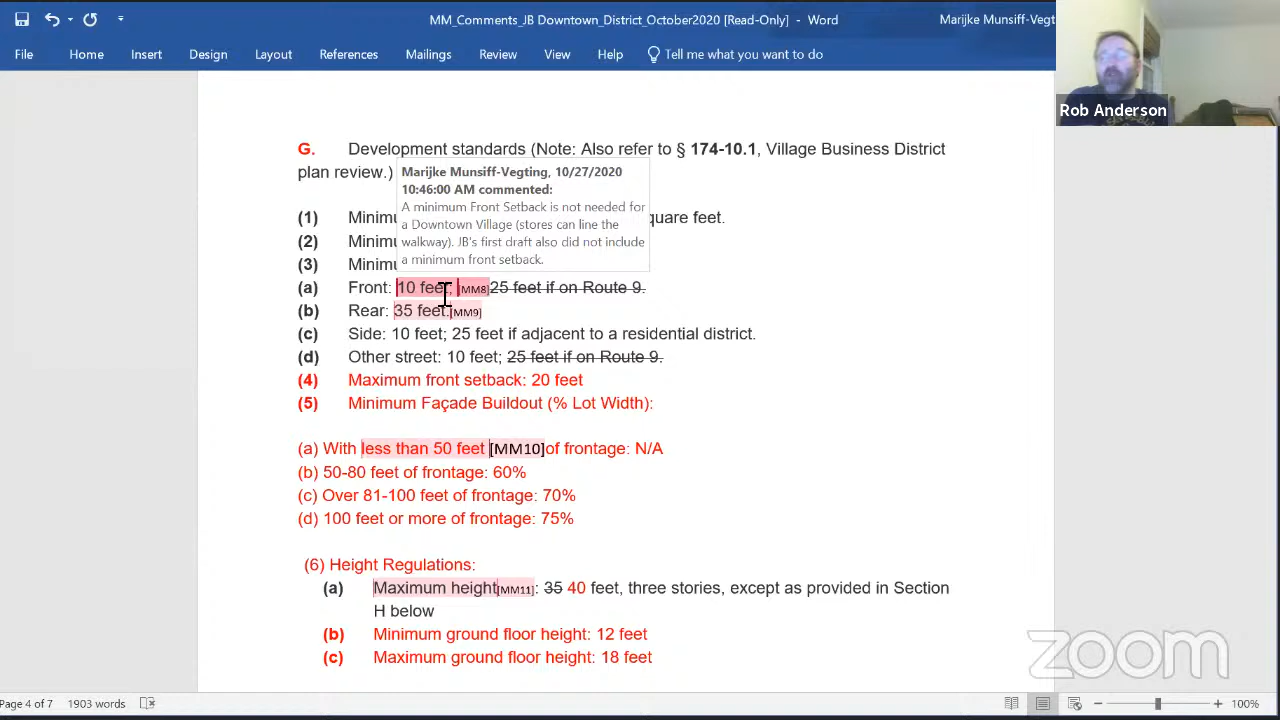 MM_Comments_JB Downtown_District_October2020 [Read-Only] - Word
Marijke Munsiff-Vegt
File Home Insert Design Layout References Mailings Review View Help Tell me what you want to do
Rob Anderson
G. Development standards (Note: Also refer to § 174-10.1, Village Business District
plan review.)
Marijke Munsiff-Vegting, 10/27/2020
10:46:00 AM commented:
A minimum Front Setback is not needed for
a Downtown Village (stores can line the
walkway). JB's first draft also did not include
a minimum front setback.
(1) Minimu quare feet.
(2) Minimu
(3) Minimu
(a) Front: 10 feet; [MM8]25 feet if on Route 9.
(b) Rear: 35 feet.[MM9]
(c) Side: 10 feet; 25 feet if adjacent to a residential district.
(d) Other street: 10 feet; 25 feet if on Route 9.
(4) Maximum front setback: 20 feet
(5) Minimum Façade Buildout (% Lot Width):
(a) With less than 50 feet [MM10]of frontage: N/A
(b) 50-80 feet of frontage: 60%
(c) Over 81-100 feet of frontage: 70%
(d) 100 feet or more of frontage: 75%
(6) Height Regulations:
(a) Maximum height[MM11]: 35 40 feet, three stories, except as provided in Section
H below
(b) Minimum ground floor height: 12 feet
(c) Maximum ground floor height: 18 feet
zoom
Page 4 of 7 1903 words 100%